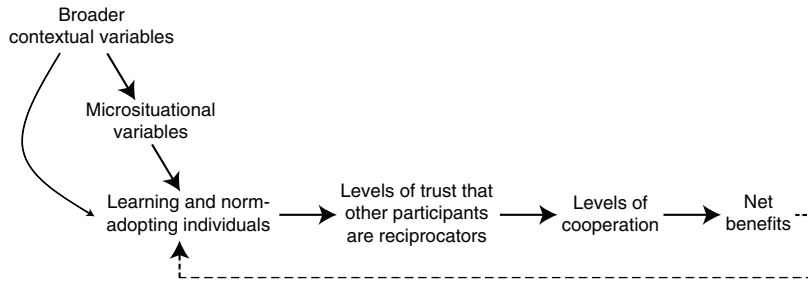 Broader
contextual variables
Microsituational
variables
Learning and norm-
adopting individuals
Levels of trust that
other participants
are reciprocators
Levels of
cooperation
Net
benefits